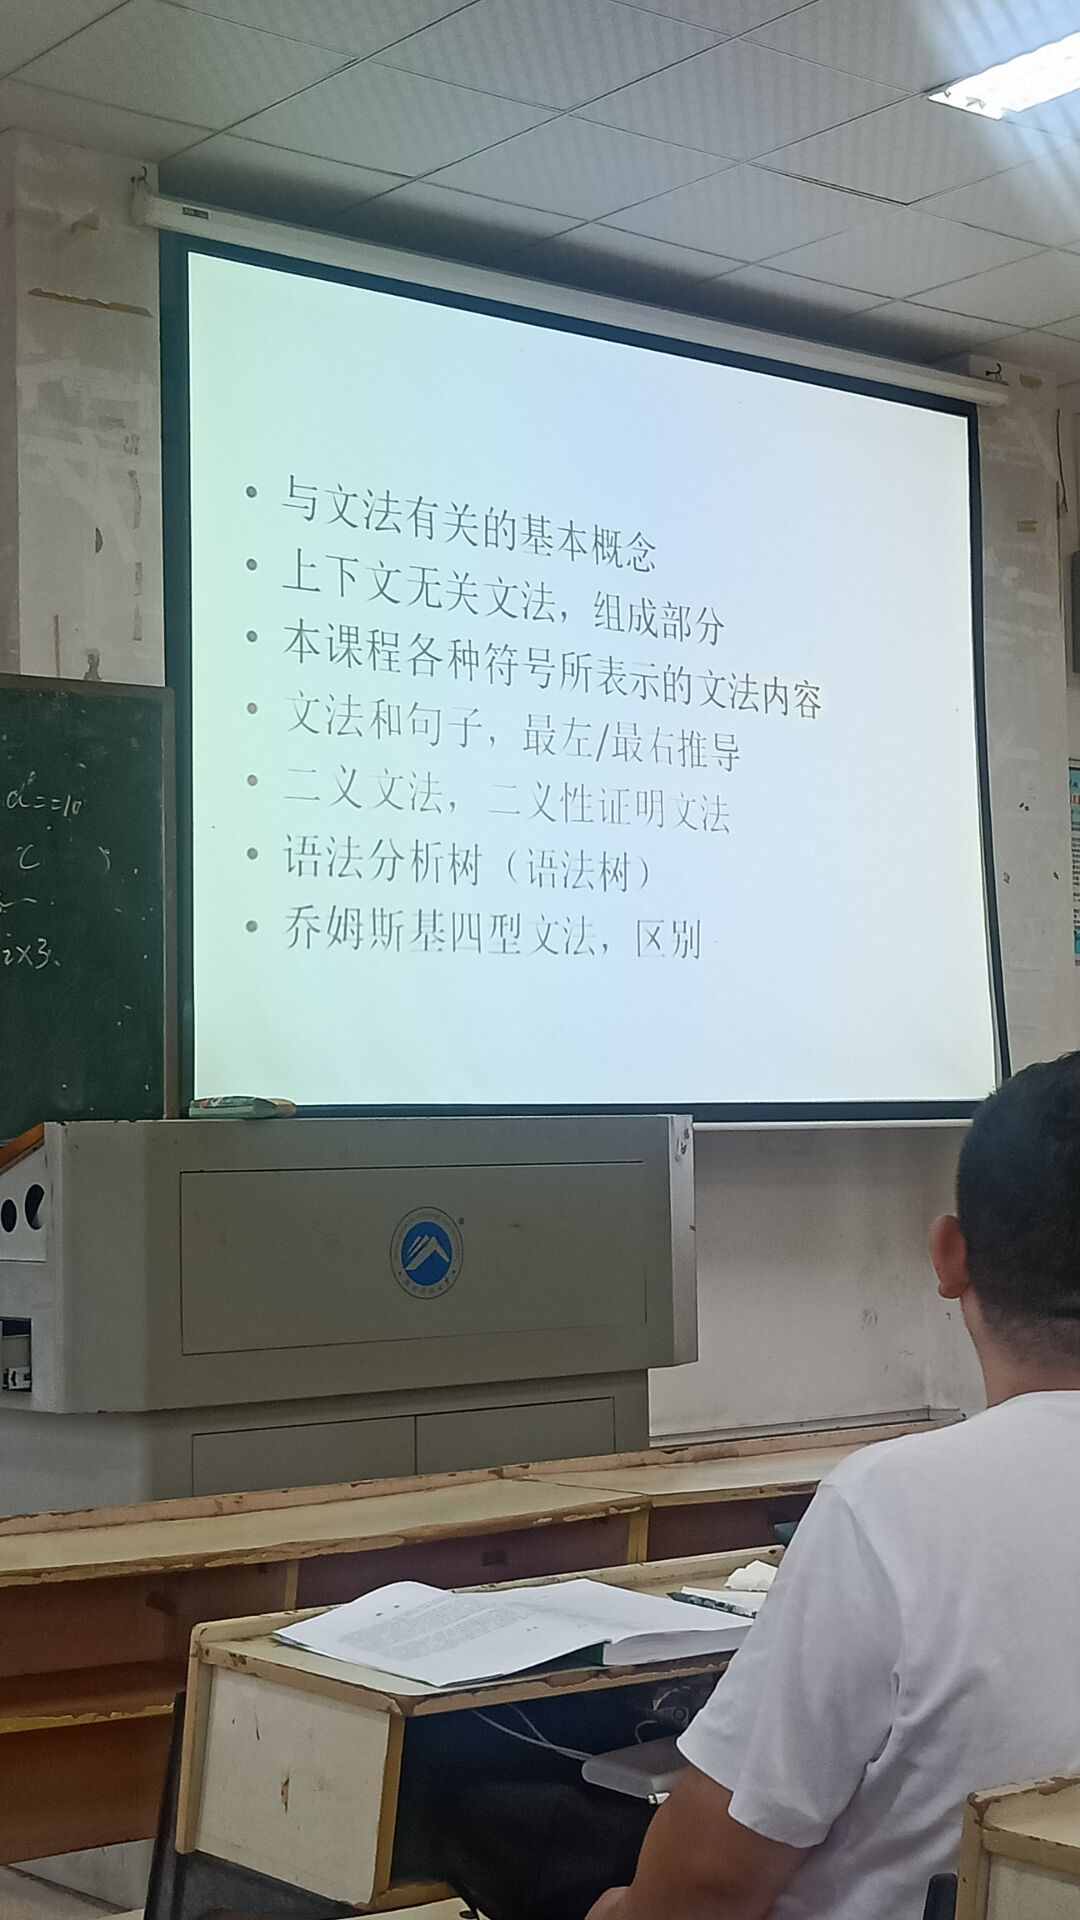 与文法有关的基本概念
上下文无关文法，组成部分
本课程各种符号所表示的文法内容
文法和句子，最左/最右推导
二义文法，二义性证明文法
语法分析树（语法树）
乔姆斯基四型文法，区别
d==10
ix3